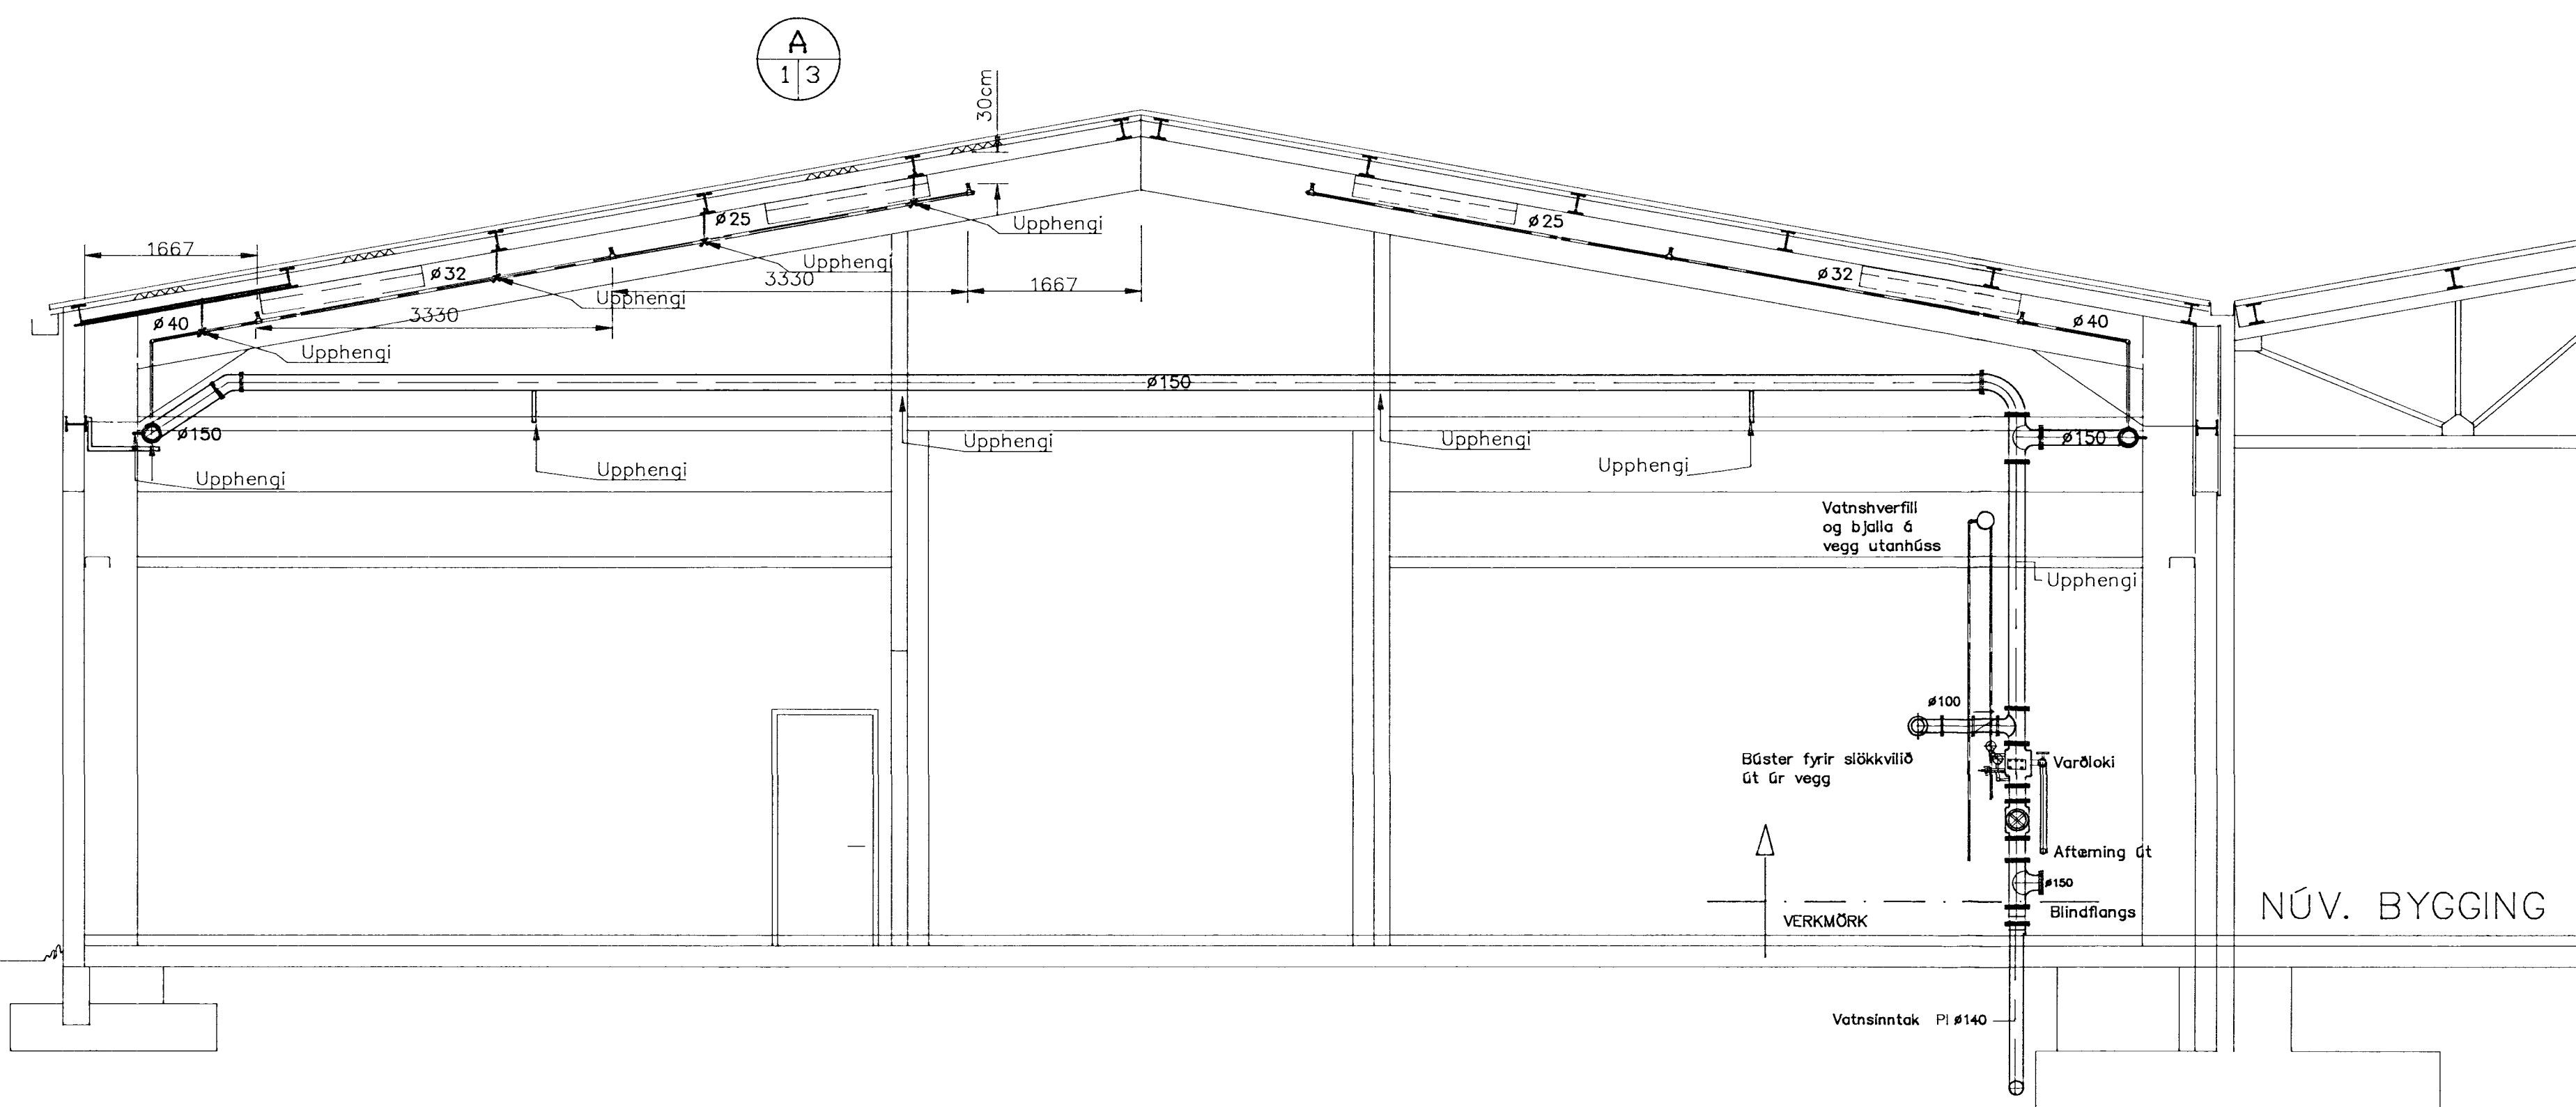 A
1 3
30cm
1667
ø25
Upphengi
ø25
Upphengi
ø32
3330
1667
Upphengi
ø32
ø40
3330
ø40
Upphengi
ø150
ø150
Upphengi
Upphengi
ø150
Upphengi
Upphengi
Upphengi
Vatnshverfill
og bjalla á
vegg utanhúss
Upphengi
ø100
Búster fyrir slökkvilið
út úr vegg
Varðloki
Aftæming út
ø150
Blindflangs
VERKMÖRK
NÚV. BYGGING
Vatnsinntak Pl ø140